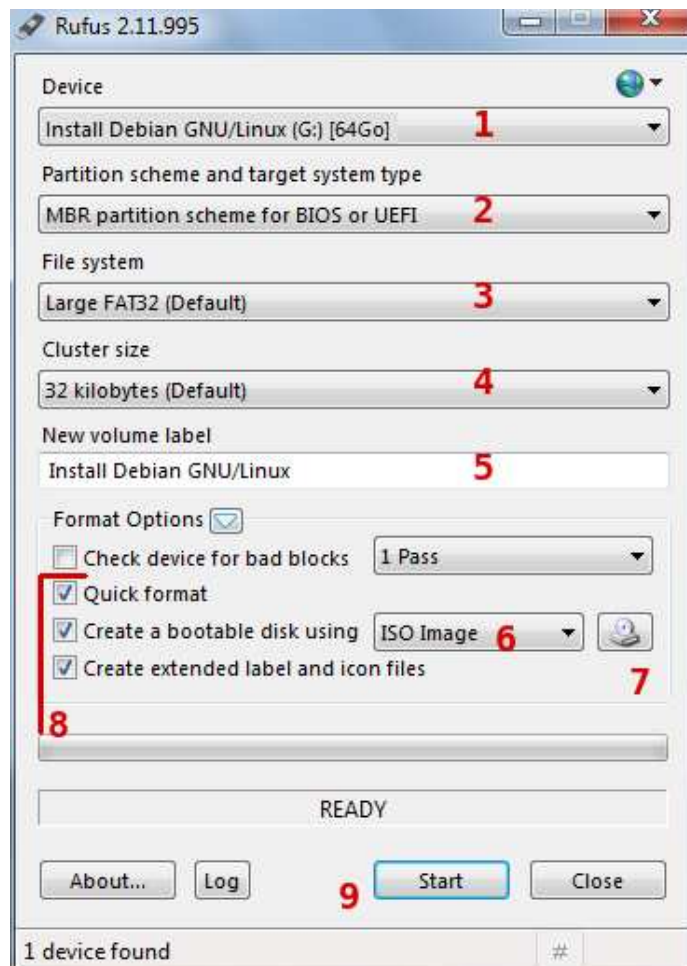 Rufus 2.11.995
Device
Install Debian GNU/Linux (G:) [64Go] 1
Partition scheme and target system type
MBR partition scheme for BIOS or UEFI 2
File system
Large FAT32 (Default) 3
Cluster size
32 kilobytes (Default) 4
New volume label
Install Debian GNU/Linux 5
Format Options
Check device for bad blocks 1 Pass
Quick format
Create a bootable disk using ISO Image 6
Create extended label and icon files 7
8
READY
About... Log 9 Start Close
1 device found #